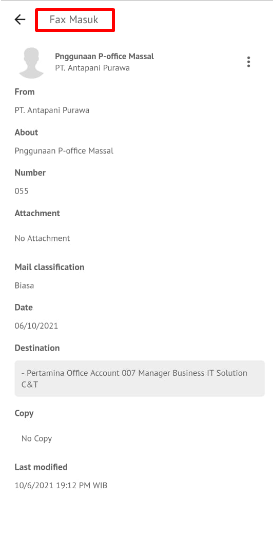 Fax Masuk
Pnggunaan P-office Massal
PT. Antapani Purawa
From
PT. Antapani Purawa
About
Pnggunaan P-office Massal
Number
055
Attachment
No Attachment
Mail classification
Biasa
Date
06/10/2021
Destination
- Pertamina Office Account 007 Manager Business IT Solution
C&T
Copy
No Copy
Last modified
10/6/2021 19:12 PM WIB